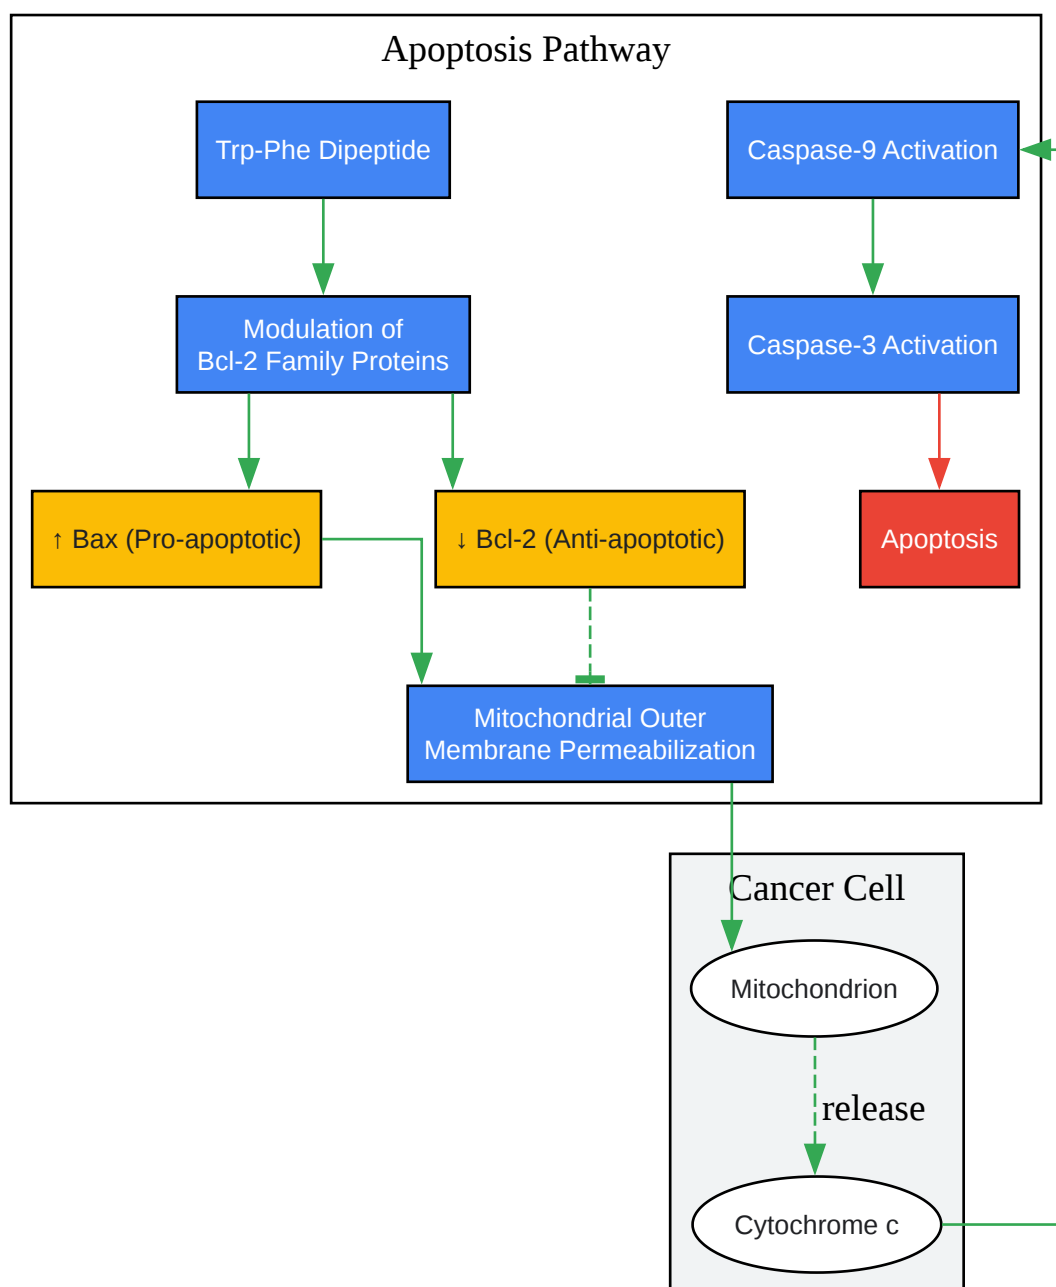 Apoptosis Pathway
Trp-Phe Dipeptide
Caspase-9 Activation
Modulation of
Bcl-2 Family Proteins
Caspase-3 Activation
↑ Bax (Pro-apoptotic)
↓ Bcl-2 (Anti-apoptotic)
Apoptosis
Mitochondrial Outer
Membrane Permeabilization
Cancer Cell
Mitochondrion
release
Cytochrome c